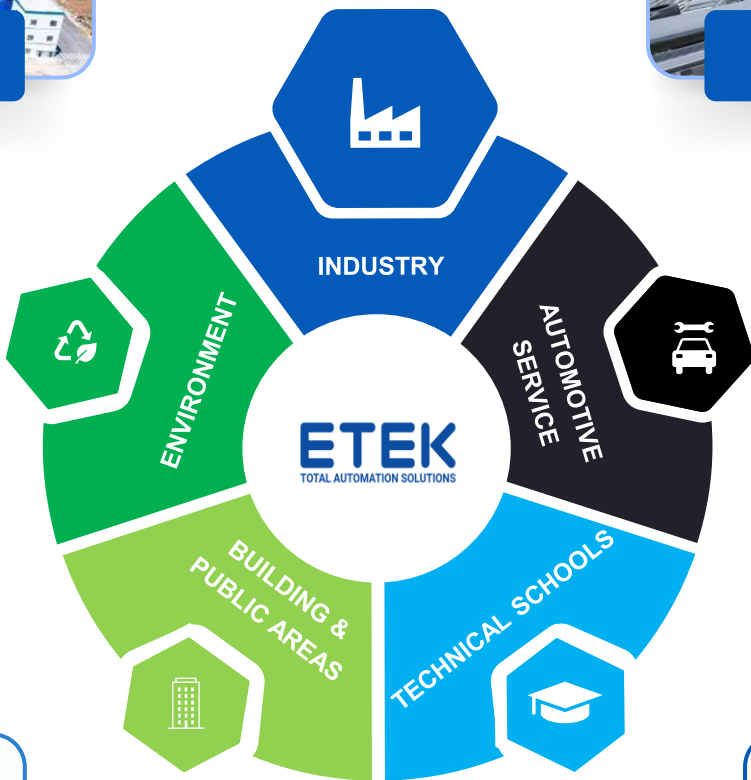 INDUSTRY
AUTOMOTIVE
SERVICE
ENVIRONMENT
ETEK
TOTAL AUTOMATION SOLUTIONS
BUILDING &
PUBLIC AREAS
TECHNICAL SCHOOLS